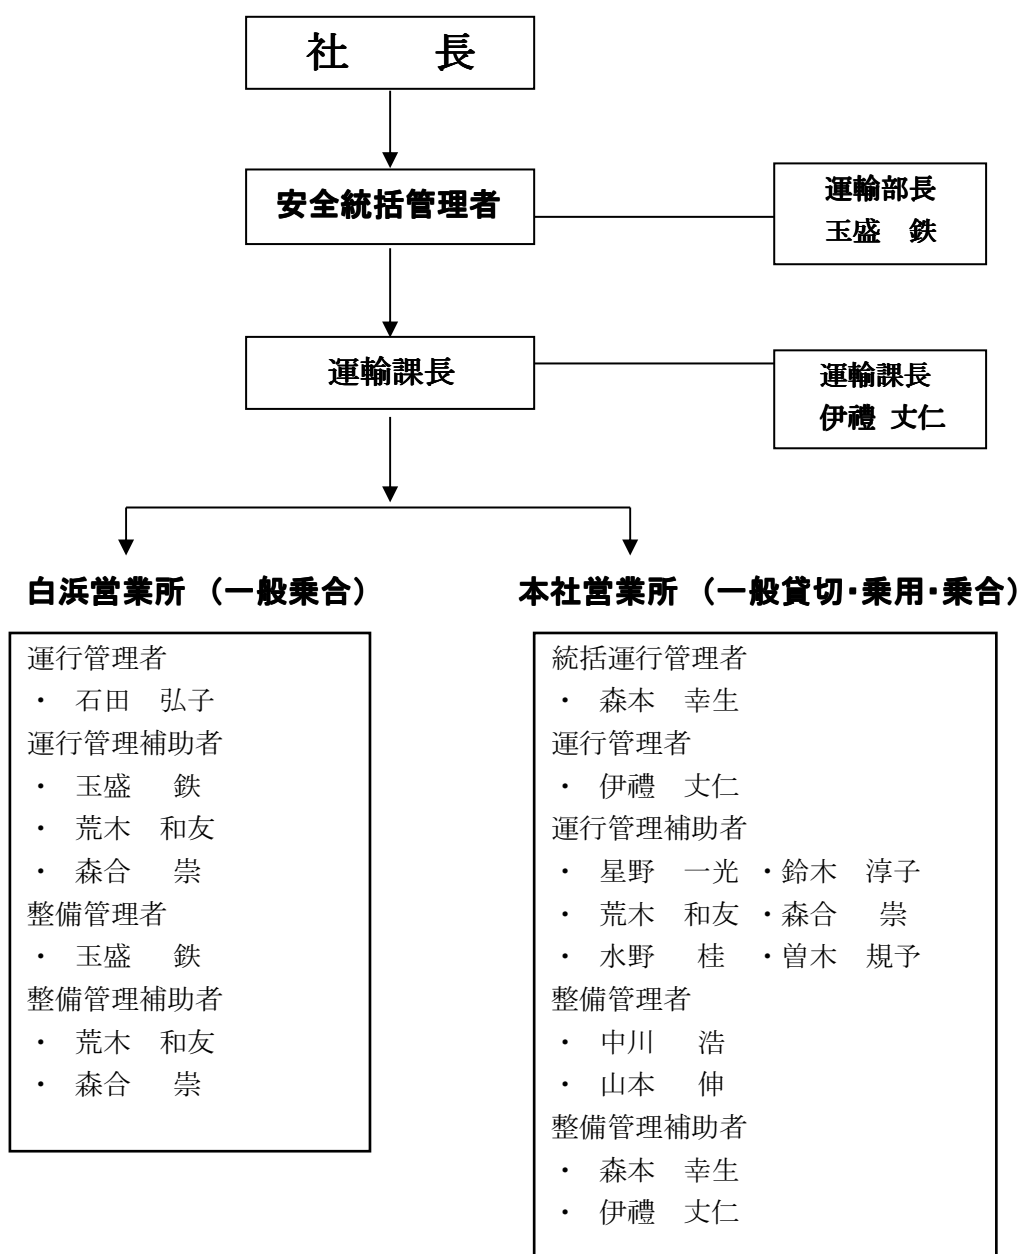 社　　長
安全統括管理者
運輸部長
玉盛　鉄
運輸課長
運輸課長
伊禮 丈仁
白浜営業所（一般乗合）
運行管理者
・ 石田　弘子
運行管理補助者
・ 玉盛　鉄
・ 荒木　和友
・ 森合　崇
整備管理者
・ 玉盛　鉄
整備管理補助者
・ 荒木　和友
・ 森合　崇
本社営業所（一般貸切・乗用・乗合）
統括運行管理者
・ 森本　幸生
運行管理者
・ 伊禮　丈仁
運行管理補助者
・ 星野　一光 ・鈴木　淳子
・ 荒木　和友 ・森合　崇
・ 水野　桂 ・曽木　規予
整備管理者
・ 中川　浩
・ 山本　伸
整備管理補助者
・ 森本　幸生
・ 伊禮　丈仁